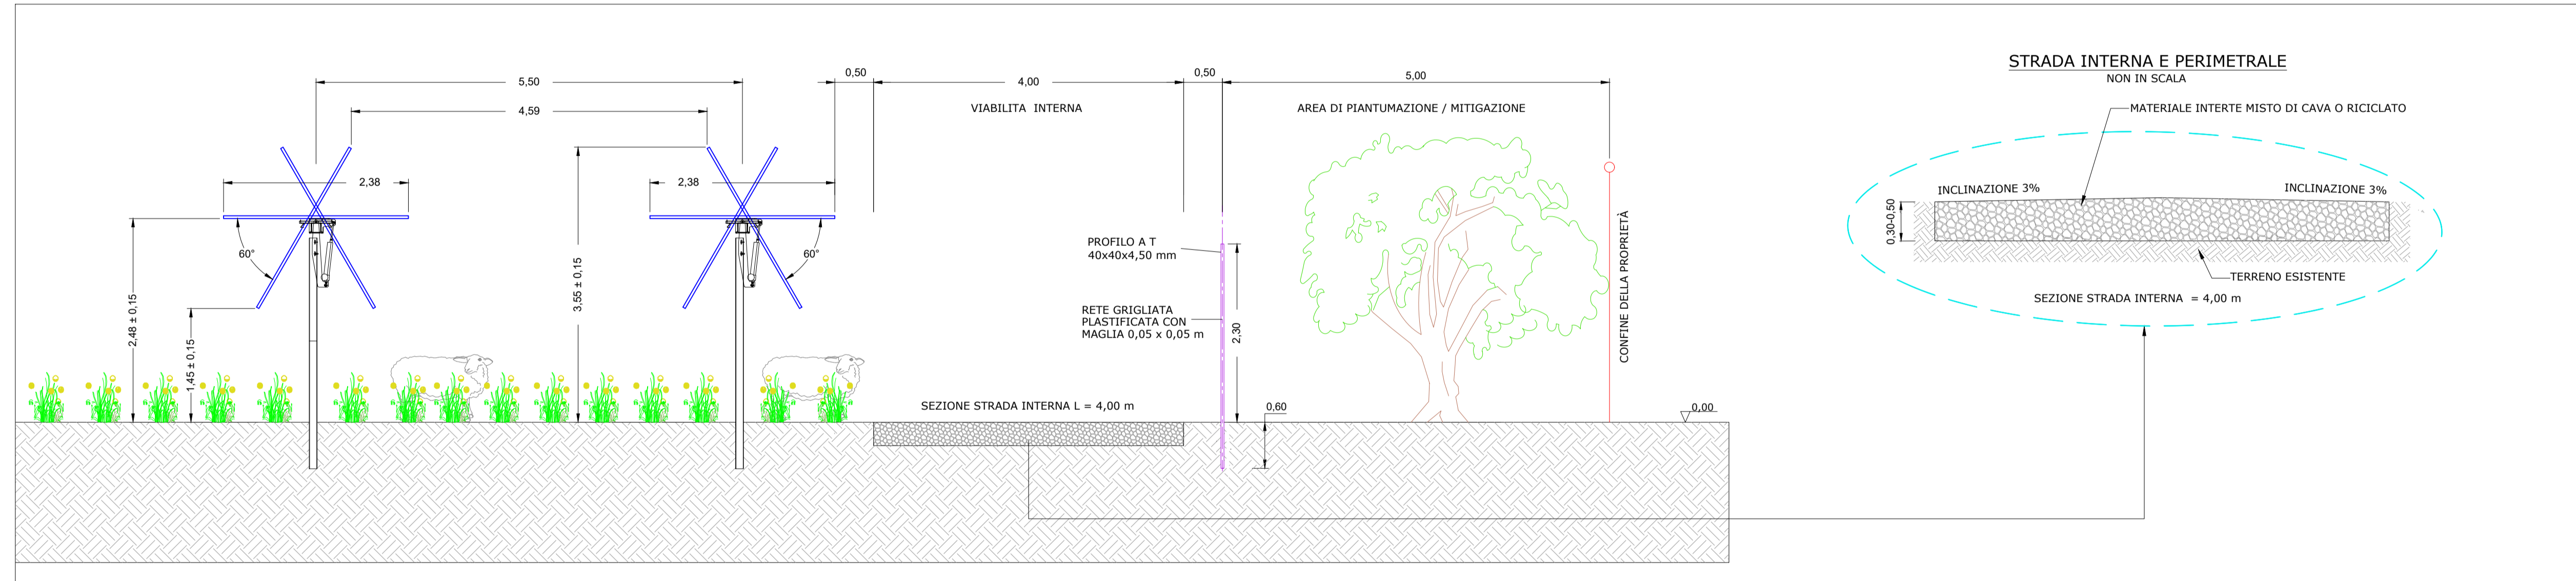 5,50
0,50
4,00
0,50
5,00
4,59
VIABILITA INTERNA
AREA DI PIANTUMAZIONE / MITIGAZIONE
2,38
2,38
60°
60°
2,48 ± 0,15
1,45 ± 0,15
3,55 ± 0,15
PROFILO A T
40x40x4,50 mm
RETE GRIGLIATA
PLASTIFICATA CON
MAGLIA 0,05 x 0,05 m
2,30
CONFINE DELLA PROPRIETÀ
SEZIONE STRADA INTERNA L = 4,00 m
0,60
0,00
STRADA INTERNA E PERIMETRALE
NON IN SCALA
MATERIALE INTERTE MISTO DI CAVA O RICICLATO
INCLINAZIONE 3%
INCLINAZIONE 3%
0,30-0,50
TERRENO ESISTENTE
SEZIONE STRADA INTERNA = 4,00 m